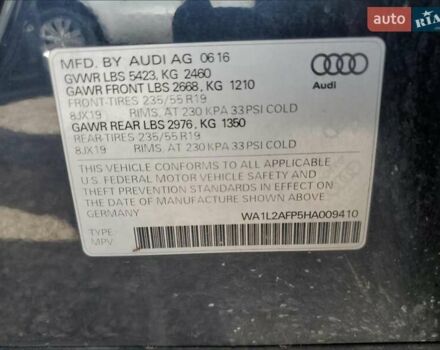 AUTO
RIA
MFD. BY AUDI AG 06 16
GVWR LBS 5423, KG 2460
GAWR FRONT LBS 2668, KG 1210
FRONT-TIRES 235/55 R19
8JX19 RIMS, AT 230 KPA 33 PSI COLD
GAWR REAR LBS 2976, KG 1350
REAR-TIRES 235/55 R19
8JX19 RIMS, AT 230 KPA 33 PSI COLD
Audi
THIS VEHICLE CONFORMS TO ALL APPLICABLE
U.S. FEDERAL MOTOR VEHICLE SAFETY AND
THEFT PREVENTION STANDARDS IN EFFECT ON
THE DATE OF MANUFACTURE SHOWN ABOVE.
WA1L2AFP5HA009410
TYPE:
MPV